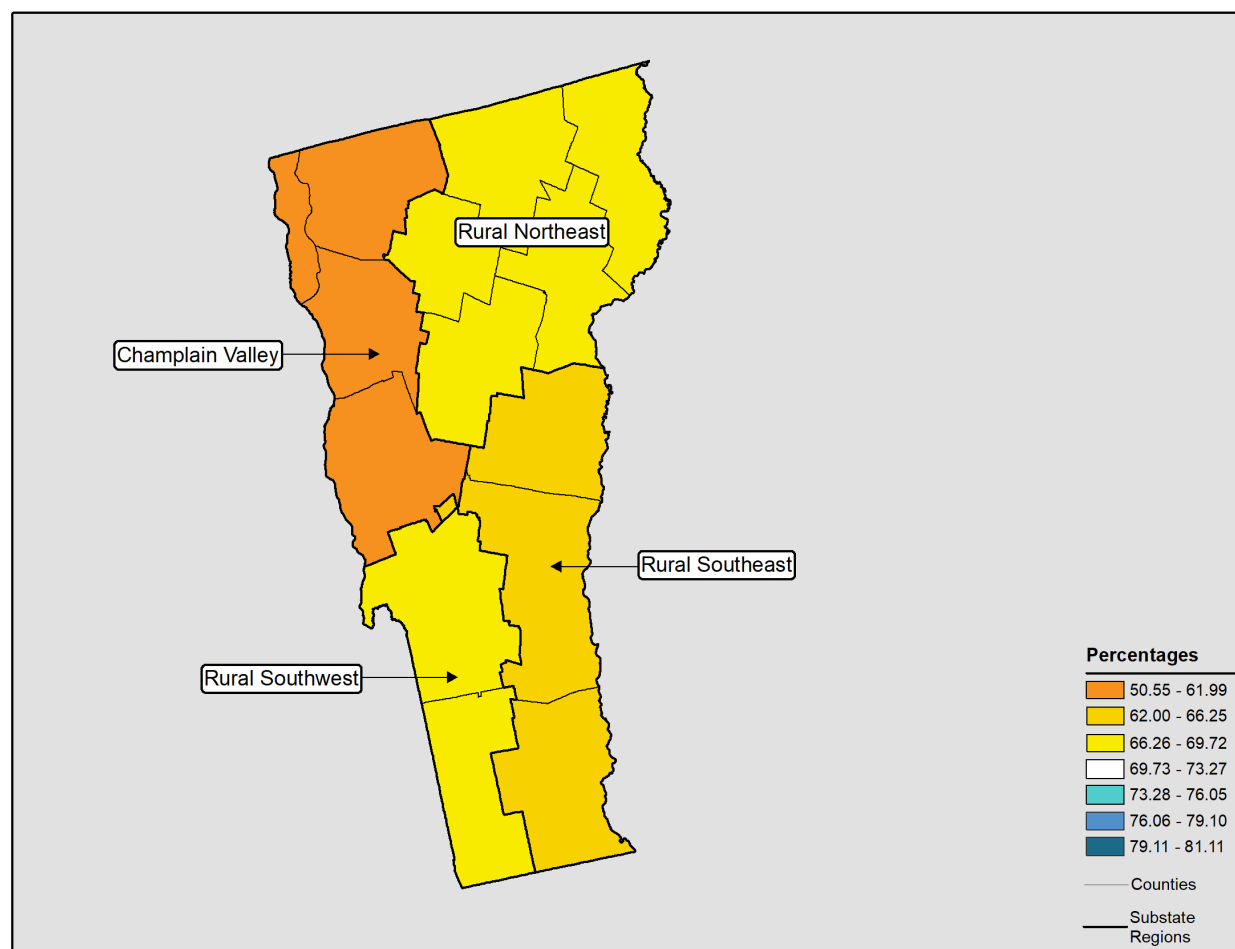 Rural Northeast
Champlain Valley
Rural Southeast
Rural Southwest
Percentages
50.55 - 61.99
62.00 - 66.25
66.26 - 69.72
69.73 - 73.27
73.28 - 76.05
76.06 - 79.10
79.11 - 81.11
Counties
Substate
Regions